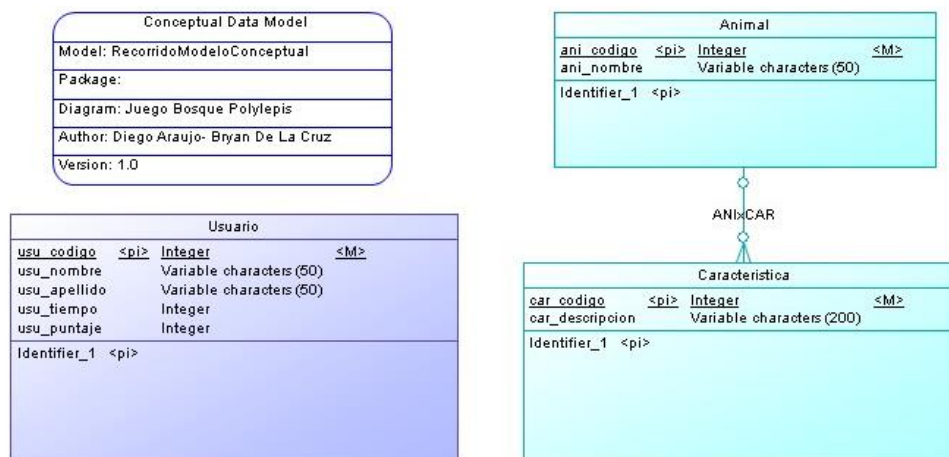 Conceptual Data Model
Model: RecorridoModeloConceptual
Package:
Diagram: Juego Bosque Polylepis
Author: Diego Araujo- Bryan De La Cruz
Version: 1.0
Animal
ani_codigo <pi> Integer <M>
ani_nombre Variable characters (50)
Identifier_1 <pi>
ANIxCAR
Usuario
usu_codigo <pi> Integer <M>
usu_nombre Variable characters (50)
usu_apellido Variable characters (50)
usu_tiempo Integer
usu_puntaje Integer
Identifier_1 <pi>
Caracteristica
car_codigo <pi> Integer <M>
car_descripcion Variable characters (200)
Identifier_1 <pi>